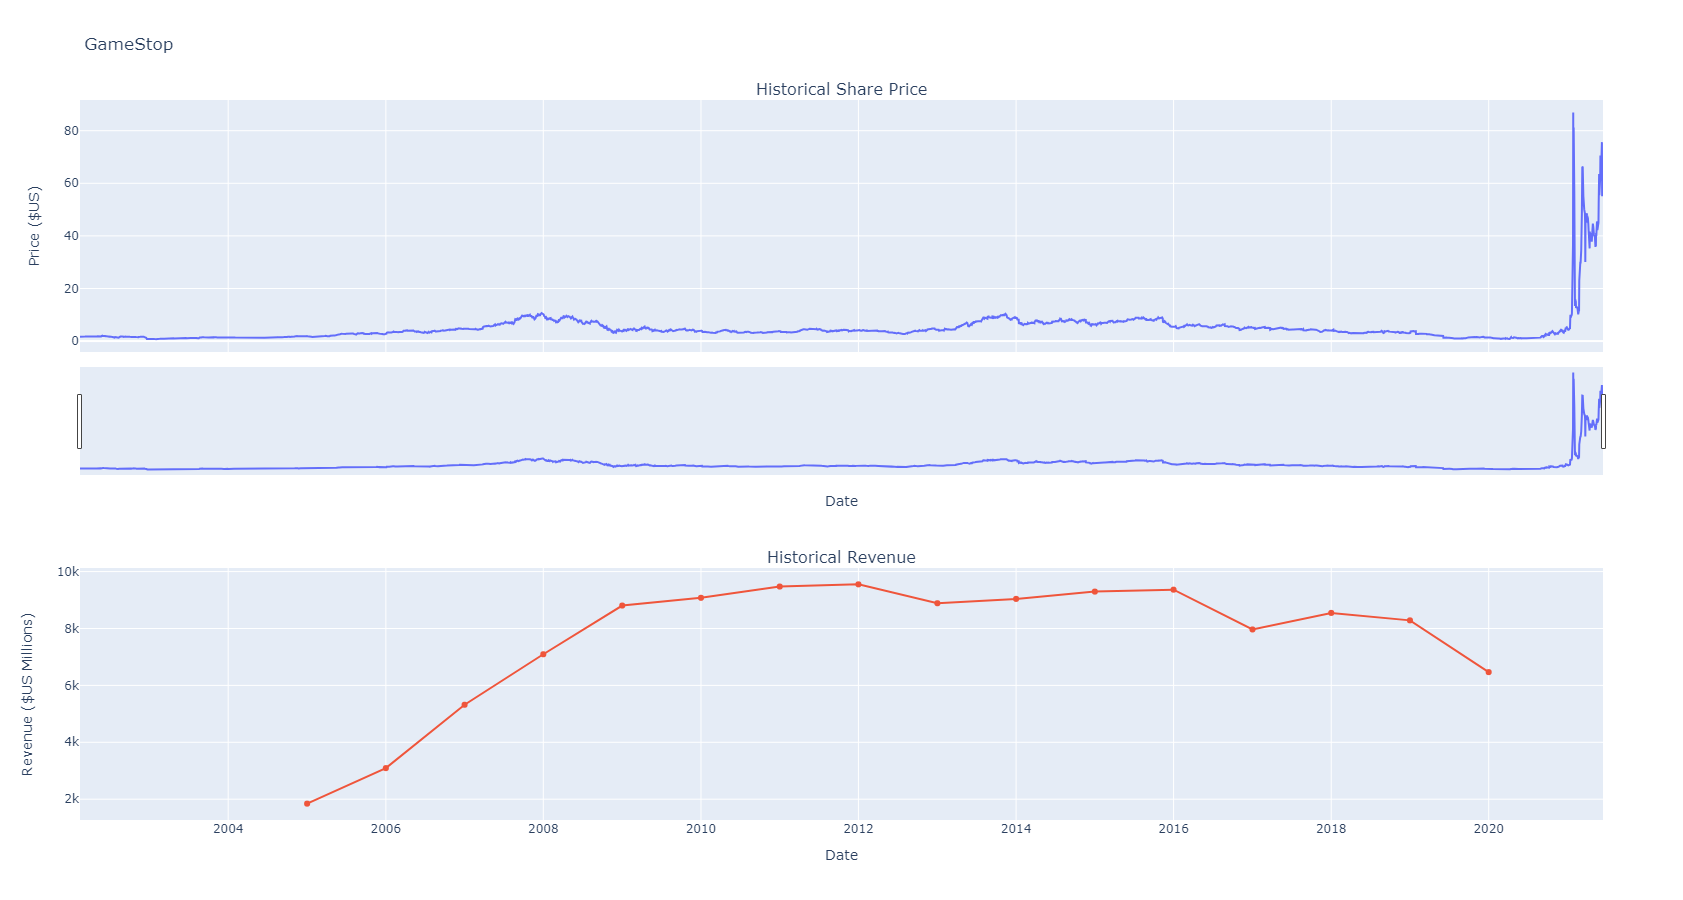 GameStop
Historical Share Price
Price ($US)
80
60
40
20
0
Date
Historical Revenue
Revenue ($US Millions)
10k
8k
6k
4k
2k
2004 2006 2008 2010 2012 2014 2016 2018 2020
Date